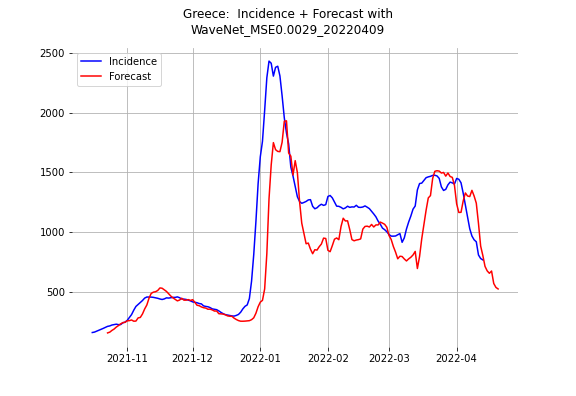 Greece:  Incidence + Forecast with
WaveNet_MSE0.0029_20220409
2500
2000
1500
1000
500
Incidence
Forecast
2021-11
2021-12
2022-01
2022-02
2022-03
2022-04